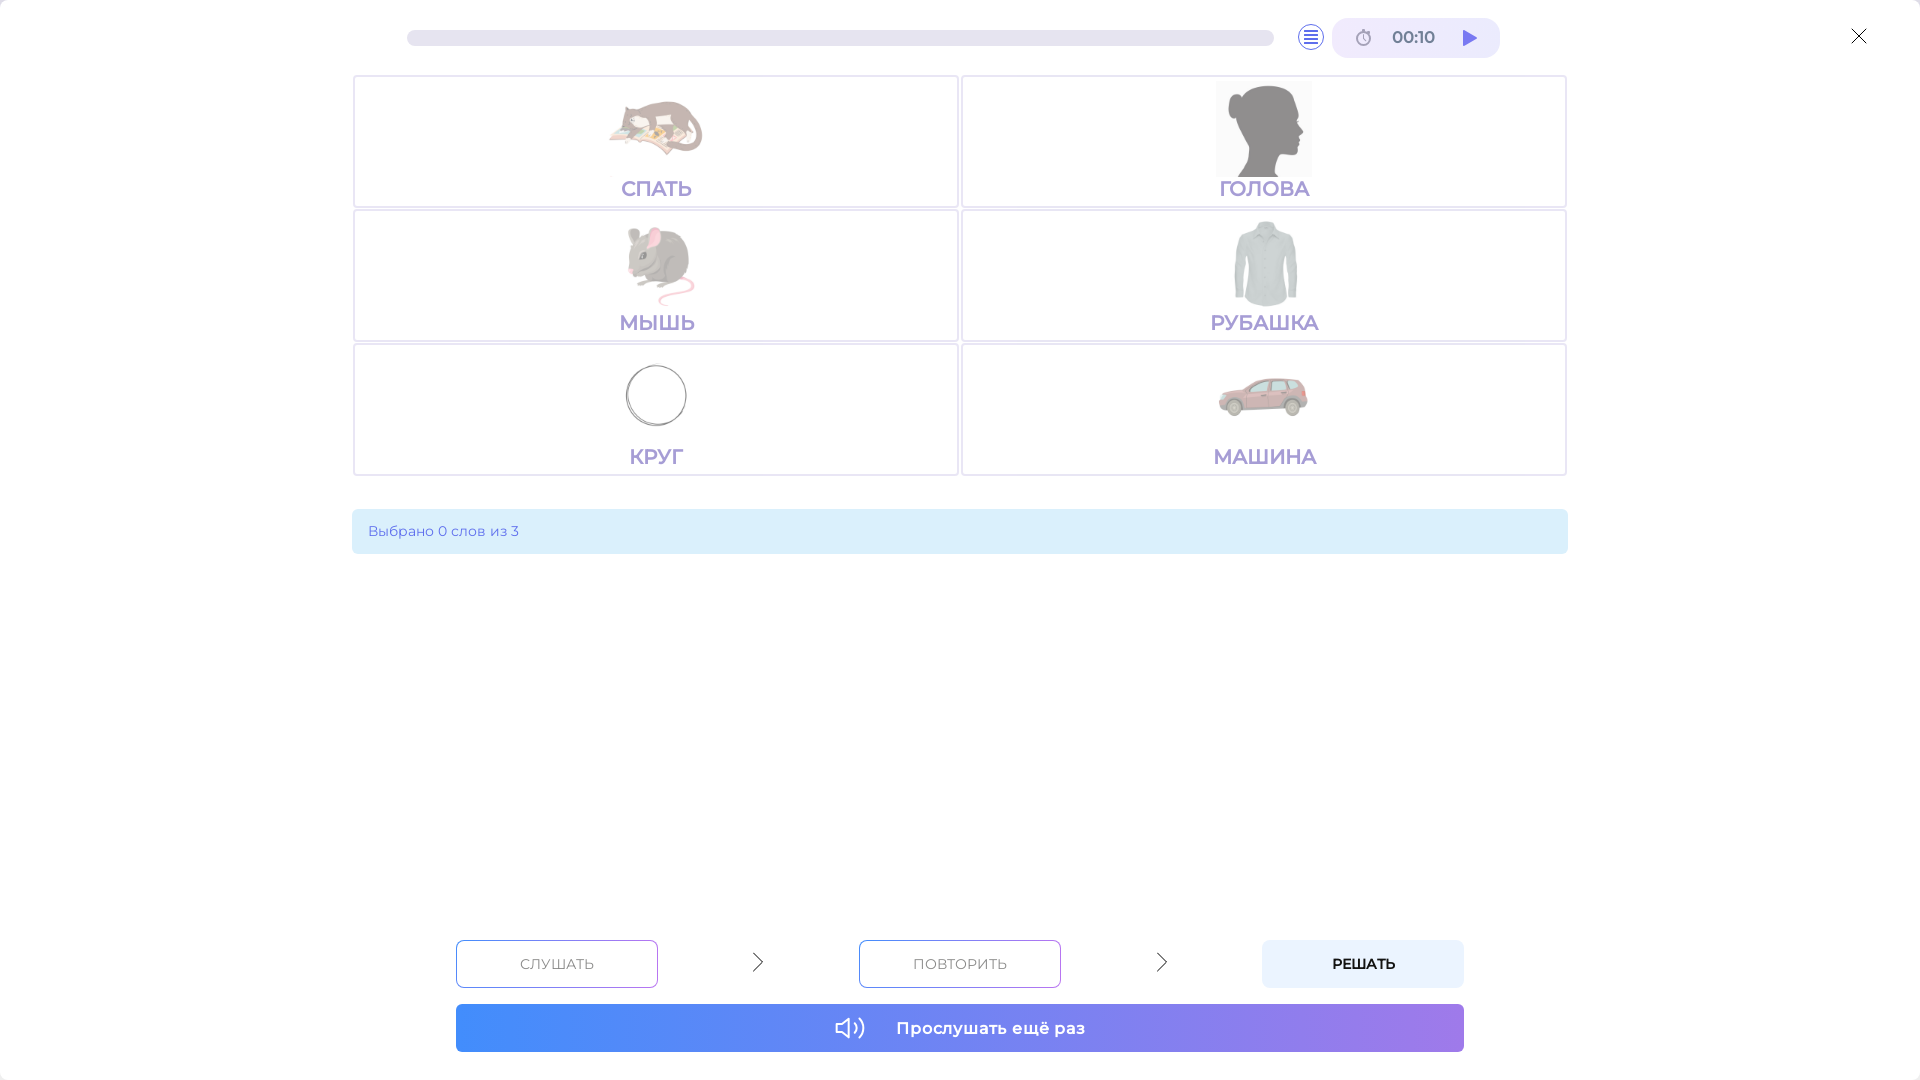 00:10
СПАТЬ
ГОЛОВА
МЫШЬ
РУБАШКА
КРУГ
МАШИНА
Выбрано 0 слов из 3
СЛУШАТЬ
ПОВТОРИТЬ
РЕШАТЬ
Прослушать ещё раз